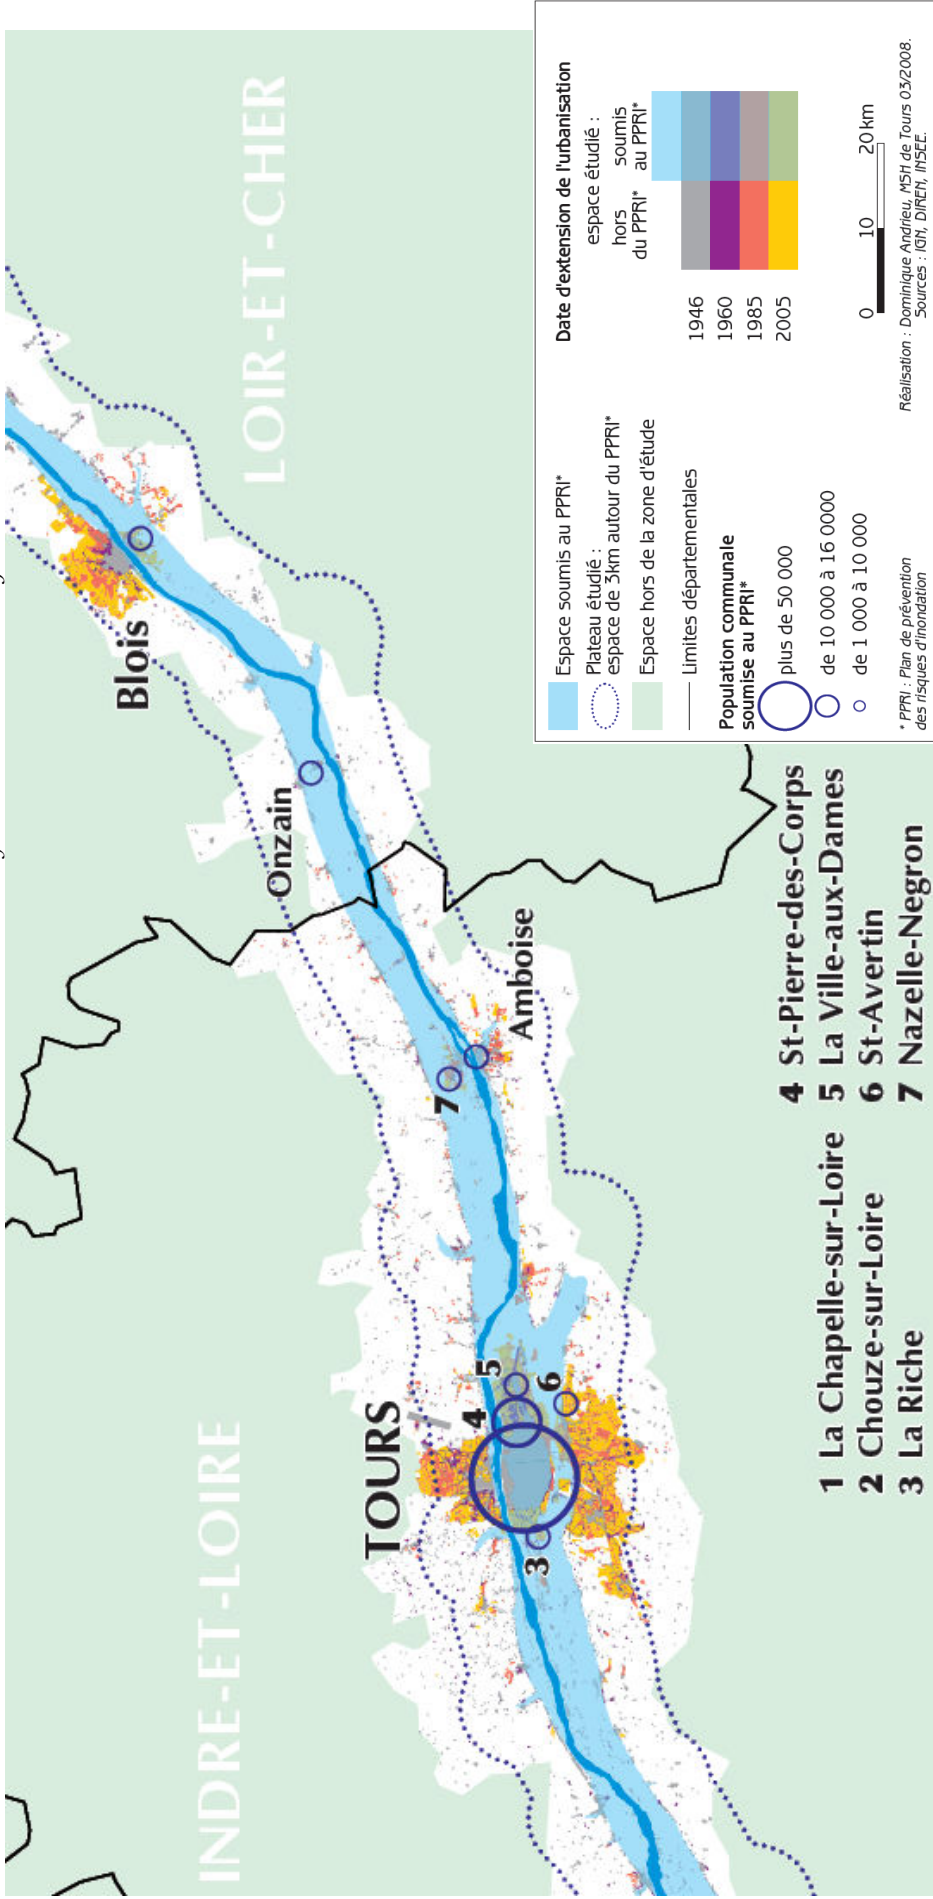 INDRE-ET-LOIRE
LOIR-ET-CHER
TOURS
Blois
Onzain
Amboise
3
4
5
6
7
1 La Chapelle-sur-Loire
2 Chouze-sur-Loire
3 La Riche
4 St-Pierre-des-Corps
5 La Ville-aux-Dames
6 St-Avertin
7 Nazelle-Negron
Espace soumis au PPRI*
Plateau étudié :
espace de 3km autour du PPRI*
Espace hors de la zone d'étude
Limites départementales
Population communale
soumise au PPRI*
plus de 50 000
de 10 000 à 16 0000
de 1 000 à 10 000
* PPRI : Plan de prévention
des risques d'inondation
Date d'extension de l'urbanisation
espace étudié :
hors
du PPRI*
soumis
au PPRI*
1946
1960
1985
2005
0 10 20 km
Réalisation : Dominique Andrieu, MSH de Tours 03/2008.
Sources : IGN, DIREN, INSEE.